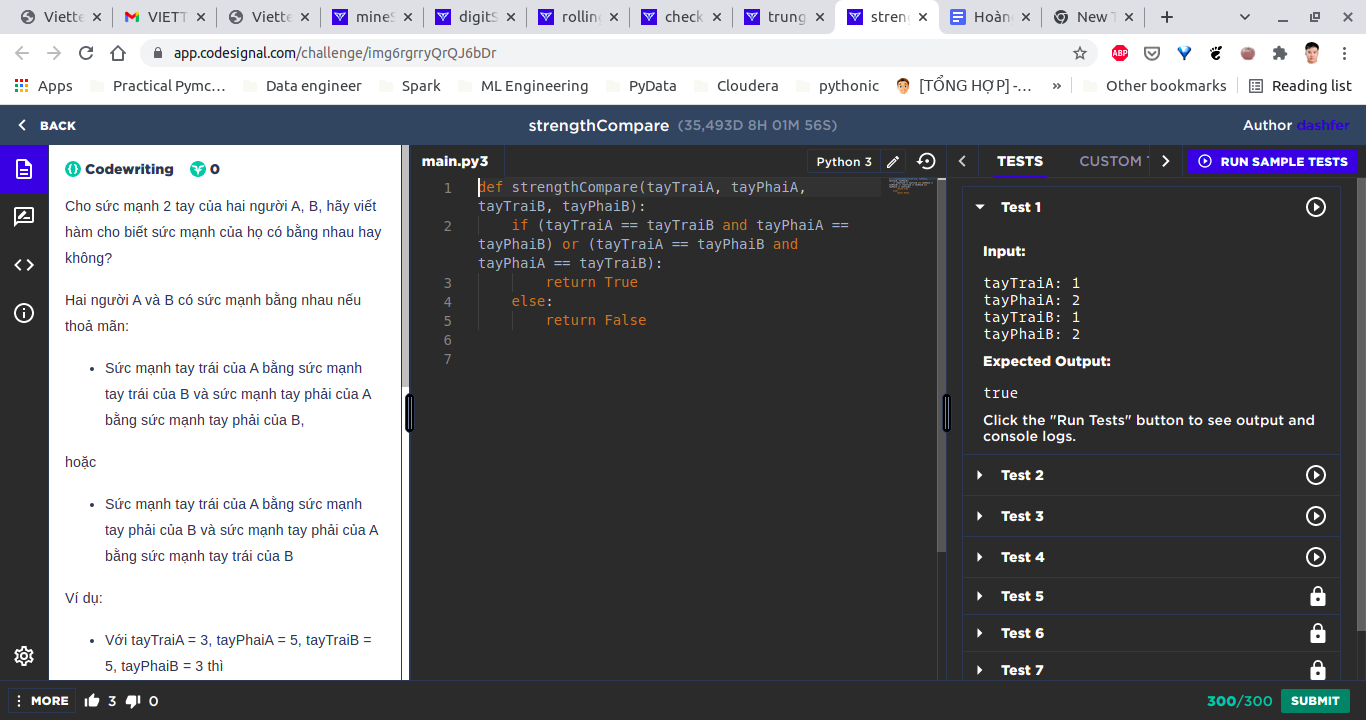 Viette
VIETT
Viette
mineS
digitS
rolling
check
trung
streng
Hoàn
New T
app.codesignal.com/challenge/img6rgrryQrQJ6bDr
ABP
Apps
Practical Pymc...
Data engineer
Spark
ML Engineering
PyData
Cloudera
pythonic
[TỔNG HỢP] -...
»
Other bookmarks
Reading list
BACK
strengthCompare (35,493D 8H 01M 56S)
Author dashfer
Codewriting 0
Cho sức mạnh 2 tay của hai người A, B, hãy viết
hàm cho biết sức mạnh của họ có bằng nhau hay
không?
Hai người A và B có sức mạnh bằng nhau nếu
thoả mãn:
• Sức mạnh tay trái của A bằng sức mạnh
tay trái của B và sức mạnh tay phải của A
bằng sức mạnh tay phải của B,
hoặc
• Sức mạnh tay trái của A bằng sức mạnh
tay phải của B và sức mạnh tay phải của A
bằng sức mạnh tay trái của B
Ví dụ:
• Với tayTraiA = 3, tayPhaiA = 5, tayTraiB =
5, tayPhaiB = 3 thì
MORE 3 0
main.py3
Python 3
1 def strengthCompare(tayTraiA, tayPhaiA,
tayTraiB, tayPhaiB):
2 if (tayTraiA == tayTraiB and tayPhaiA ==
tayPhaiB) or (tayTraiA == tayPhaiB and
tayPhaiA == tayTraiB):
3 return True
4 else:
5 return False
6
7
TESTS
CUSTOM T
RUN SAMPLE TESTS
Test 1
Input:
tayTraiA: 1
tayPhaiA: 2
tayTraiB: 1
tayPhaiB: 2
Expected Output:
true
Click the "Run Tests" button to see output and
console logs.
Test 2
Test 3
Test 4
Test 5
Test 6
Test 7
300/300
SUBMIT